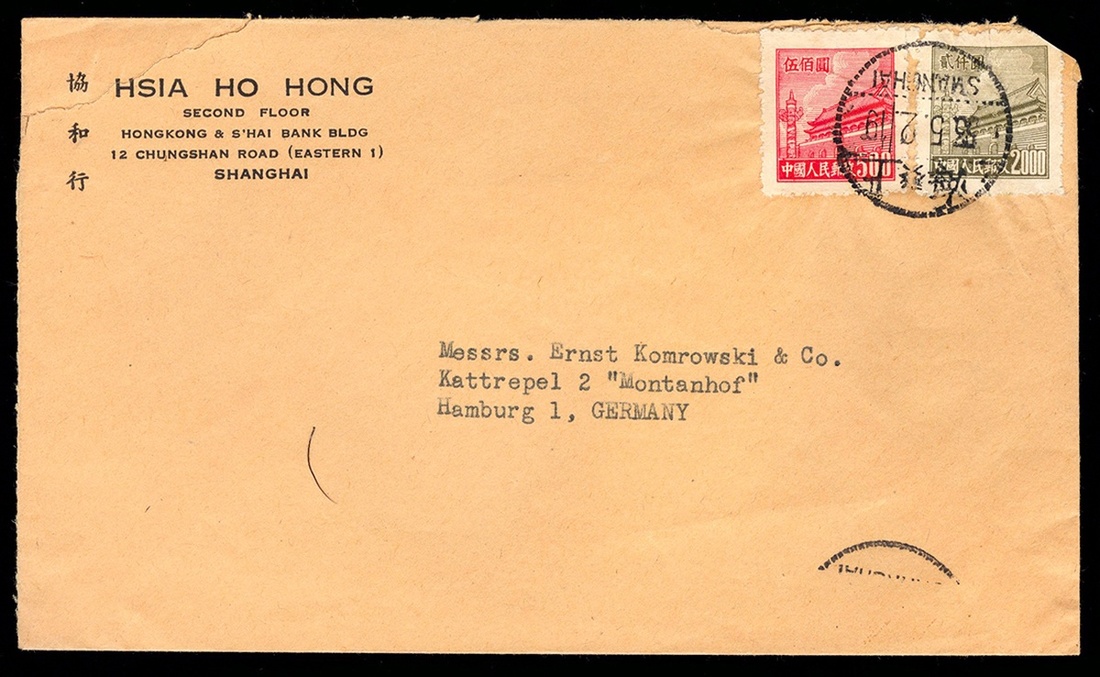 協和行
HSIA HO HONG
SECOND FLOOR
HONGKONG & S'HAI BANK BLDG
12 CHUNGSHAN ROAD (EASTERN 1)
SHANGHAI
伍佰圓
中國人民郵政 500
貳仟圓
中國人民郵政 2000
SHANGHAI
上海
Messrs. Ernst Komrowski & Co.
Kattrepel 2 "Montanhof"
Hamburg 1, GERMANY